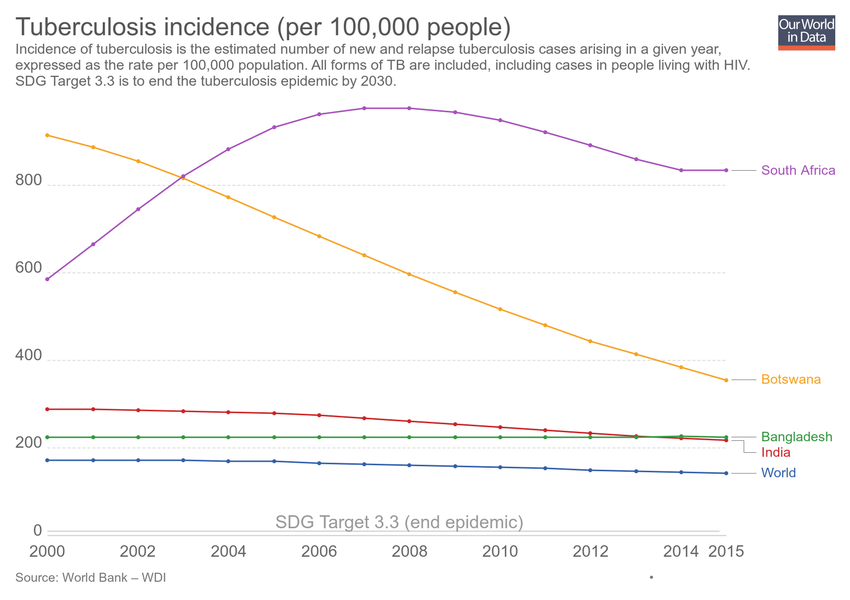 Tuberculosis incidence (per 100,000 people)
Our World
in Data
Incidence of tuberculosis is the estimated number of new and relapse tuberculosis cases arising in a given year,
expressed as the rate per 100,000 population. All forms of TB are included, including cases in people living with HIV.
SDG Target 3.3 is to end the tuberculosis epidemic by 2030.
South Africa
800
600
400
Botswana
Bangladesh
200
India
World
SDG Target 3.3 (end epidemic)
0
2000 2002 2004 2006 2008 2010 2012 2014 2015
Source: World Bank – WDI